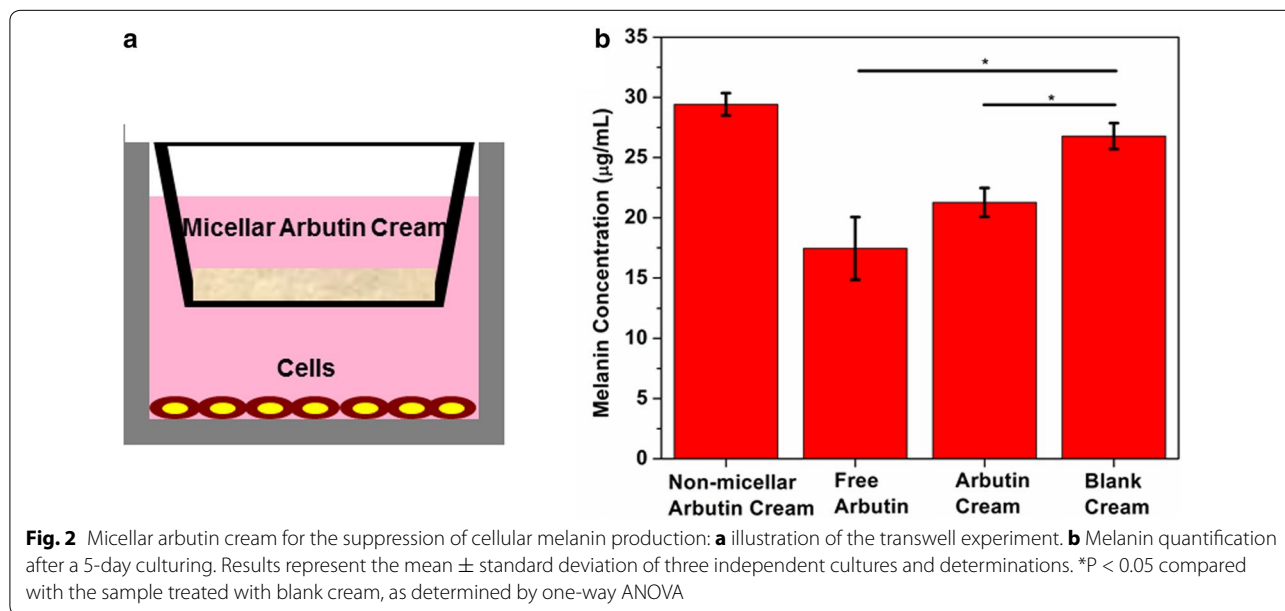 a
Micellar Arbutin Cream
Cells
b
Melanin Concentration (µg/mL)
35
30
25
20
15
10
5
0
*
*
Non-micellar
Arbutin Cream
Free
Arbutin
Arbutin
Cream
Blank
Cream
Fig. 2 Micellar arbutin cream for the suppression of cellular melanin production: a illustration of the transwell experiment. b Melanin quantification
after a 5-day culturing. Results represent the mean ± standard deviation of three independent cultures and determinations. *P < 0.05 compared
with the sample treated with blank cream, as determined by one-way ANOVA